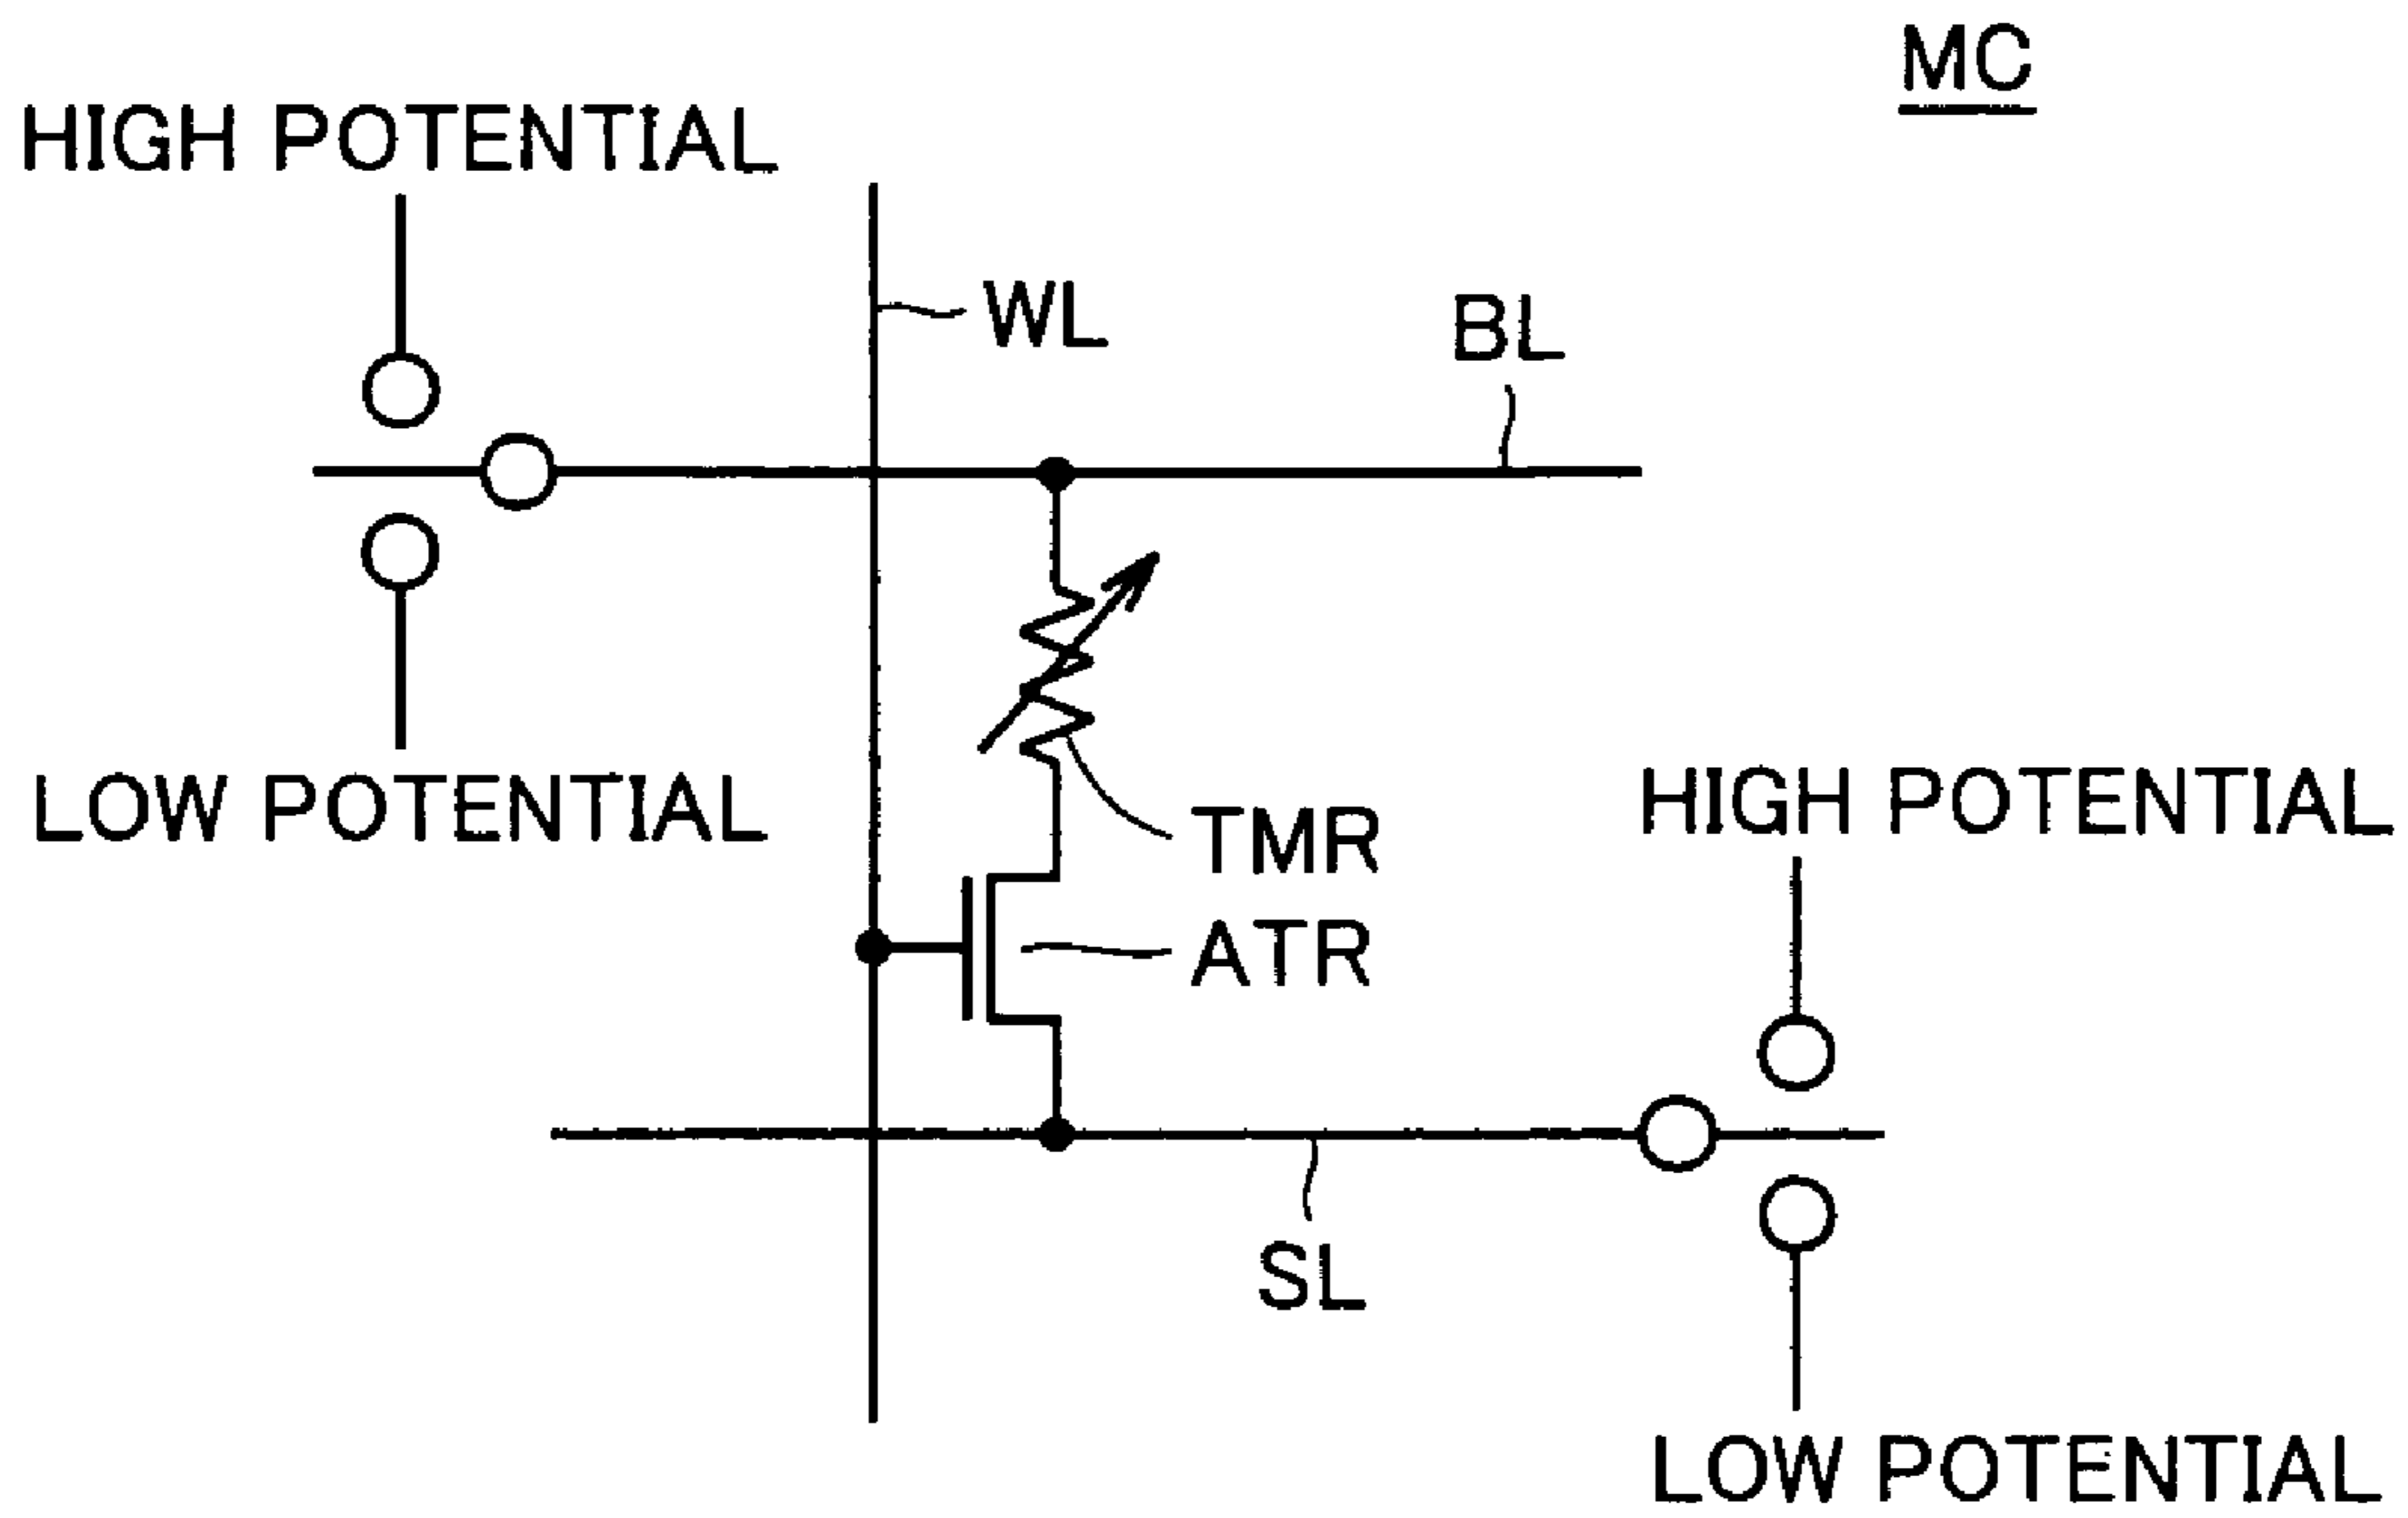 MC
HIGH POTENTIAL
WL
BL
LOW POTENTIAL
TMR
HIGH POTENTIAL
ATR
SL
LOW POTENTIAL